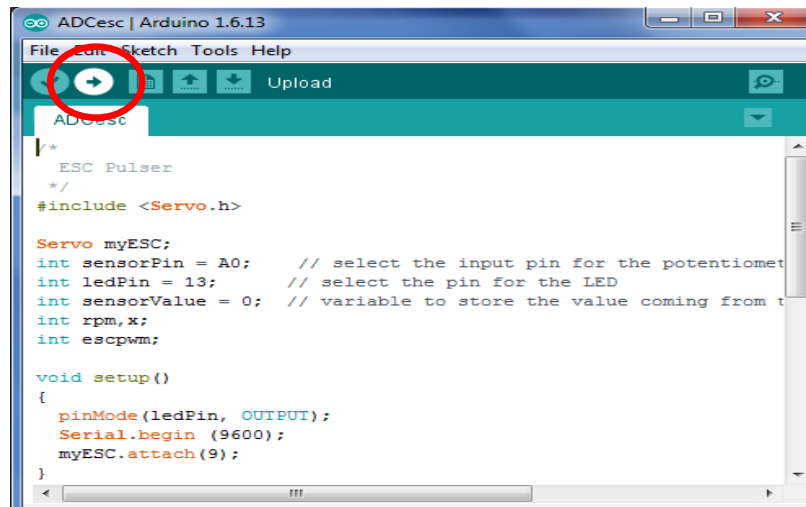 ADCesc | Arduino 1.6.13
File Edit Sketch Tools Help
Upload
ADCesc
/*
ESC Pulser
*/
#include <Servo.h>
Servo myESC;
int sensorPin = A0;    // select the input pin for the potentiomet
int ledPin = 13;      // select the pin for the LED
int sensorValue = 0;  // variable to store the value coming from t
int rpm,x;
int escpwm;
void setup()
{
pinMode(ledPin, OUTPUT);
Serial.begin (9600);
myESC.attach(9);
}